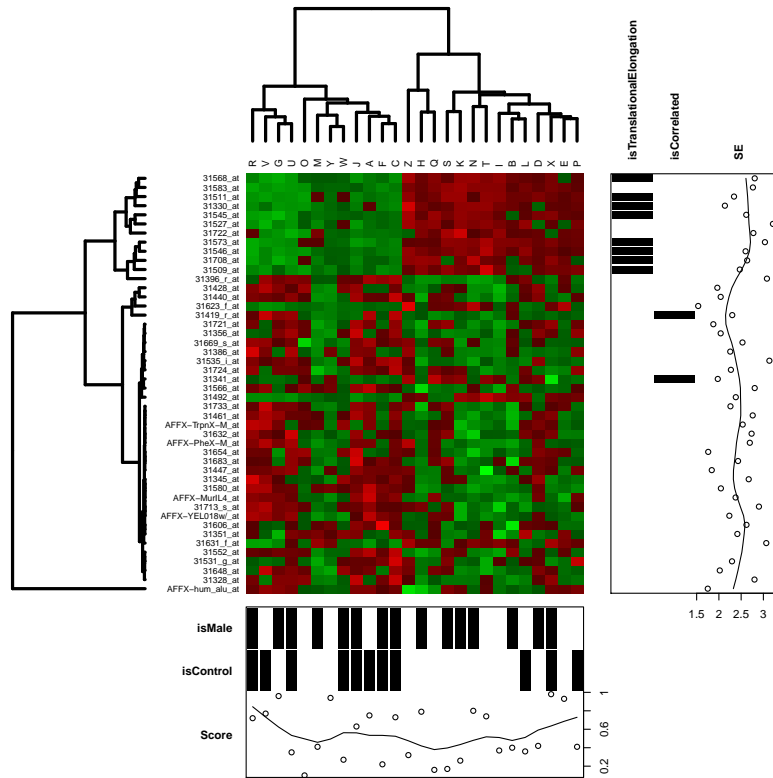 isTranslationalElongation
isCorrelated
SE
R V G U O M Y W J A F C Z H Q S K N T I B L D X E P
31568_at
31583_at
31511_at
31330_at
31545_at
31527_at
31722_at
31573_at
31546_at
31708_at
31509_at
31396_r_at
31428_at
31440_at
31623_f_at
31419_r_at
31721_at
31356_at
31669_s_at
31386_at
31535_i_at
31724_at
31341_at
31566_at
31492_at
31733_at
31461_at
AFFX−TrpnX−M_at
31632_at
AFFX−PheX−M_at
31654_at
31683_at
31447_at
31345_at
31580_at
AFFX−MurIL4_at
31713_s_at
AFFX−YEL018w/_at
31606_at
31351_at
31631_f_at
31552_at
31531_g_at
31648_at
31328_at
AFFX−hum_alu_at
1.5 2 2.5 3
isMale
isControl
Score
0.2 0.6 1